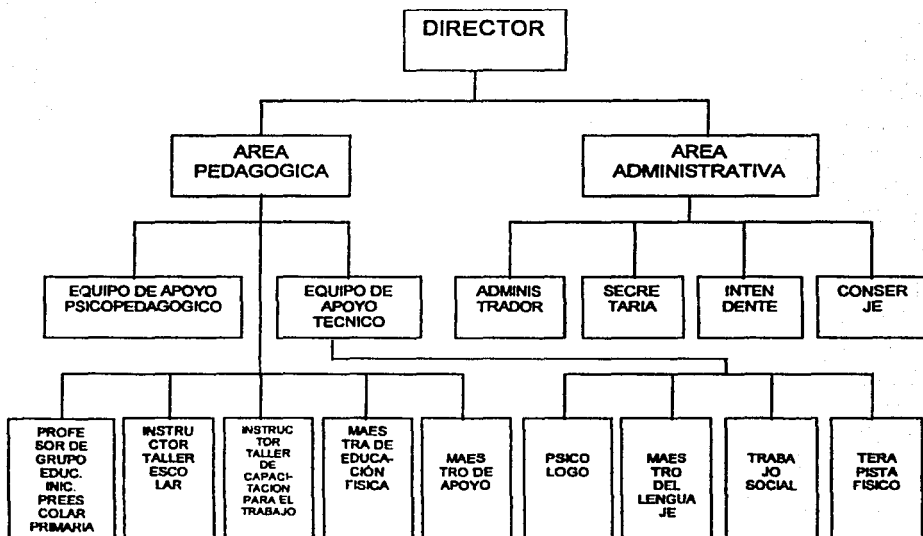 DIRECTOR
AREA
PEDAGOGICA
AREA
ADMINISTRATIVA
EQUIPO DE APOYO
PSICOPEDAGOGICO
EQUIPO DE
APOYO
TECNICO
ADMINIS
TRADOR
SECRE
TARIA
INTEN
DENTE
CONSER
JE
PROFE
SOR DE
GRUPO
EDUC.
INIC.
PREES
COLAR
PRIMARIA
INSTRU
CTOR
TALLER
ESCO
LAR
INSTRUC
TOR
TALLER
DE
CAPACI-
TACION
PARA EL
TRABAJO
MAES
TRA DE
EDUCA-
CIÓN
FISICA
MAES
TRO DE
APOYO
PSICO
LOGO
MAES
TRO
DEL
LENGUA
JE
TRABA
JO
SOCIAL
TERA
PISTA
FISICO